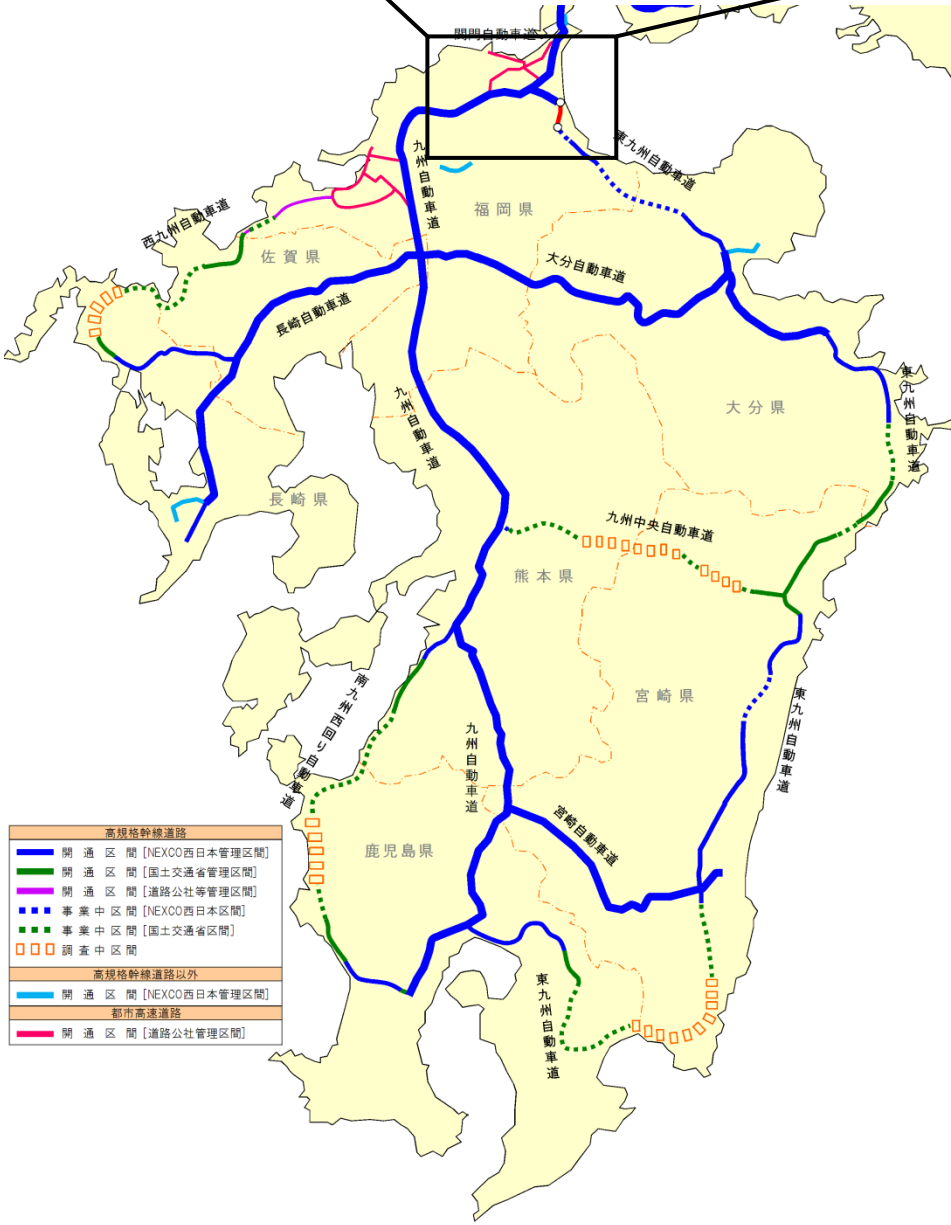 関門自動車道
九州自動車道
東九州自動車道
福岡県
西九州自動車道
佐賀県
大分自動車道
長崎自動車道
九州自動車道
東九州自動車道
大分県
長崎県
九州中央自動車道
熊本県
南九州西回り自動車道
宮崎県
東九州自動車道
九州自動車道
宮崎自動車道
鹿児島県
東九州自動車道
高規格幹線道路
開通区間[NEXCO西日本管理区間]
開通区間[国土交通省管理区間]
開通区間[道路公社等管理区間]
事業中区間[NEXCO西日本区間]
事業中区間[国土交通省区間]
調査中区間
高規格幹線道路以外
開通区間[NEXCO西日本管理区間]
都市高速道路
開通区間[道路公社管理区間]